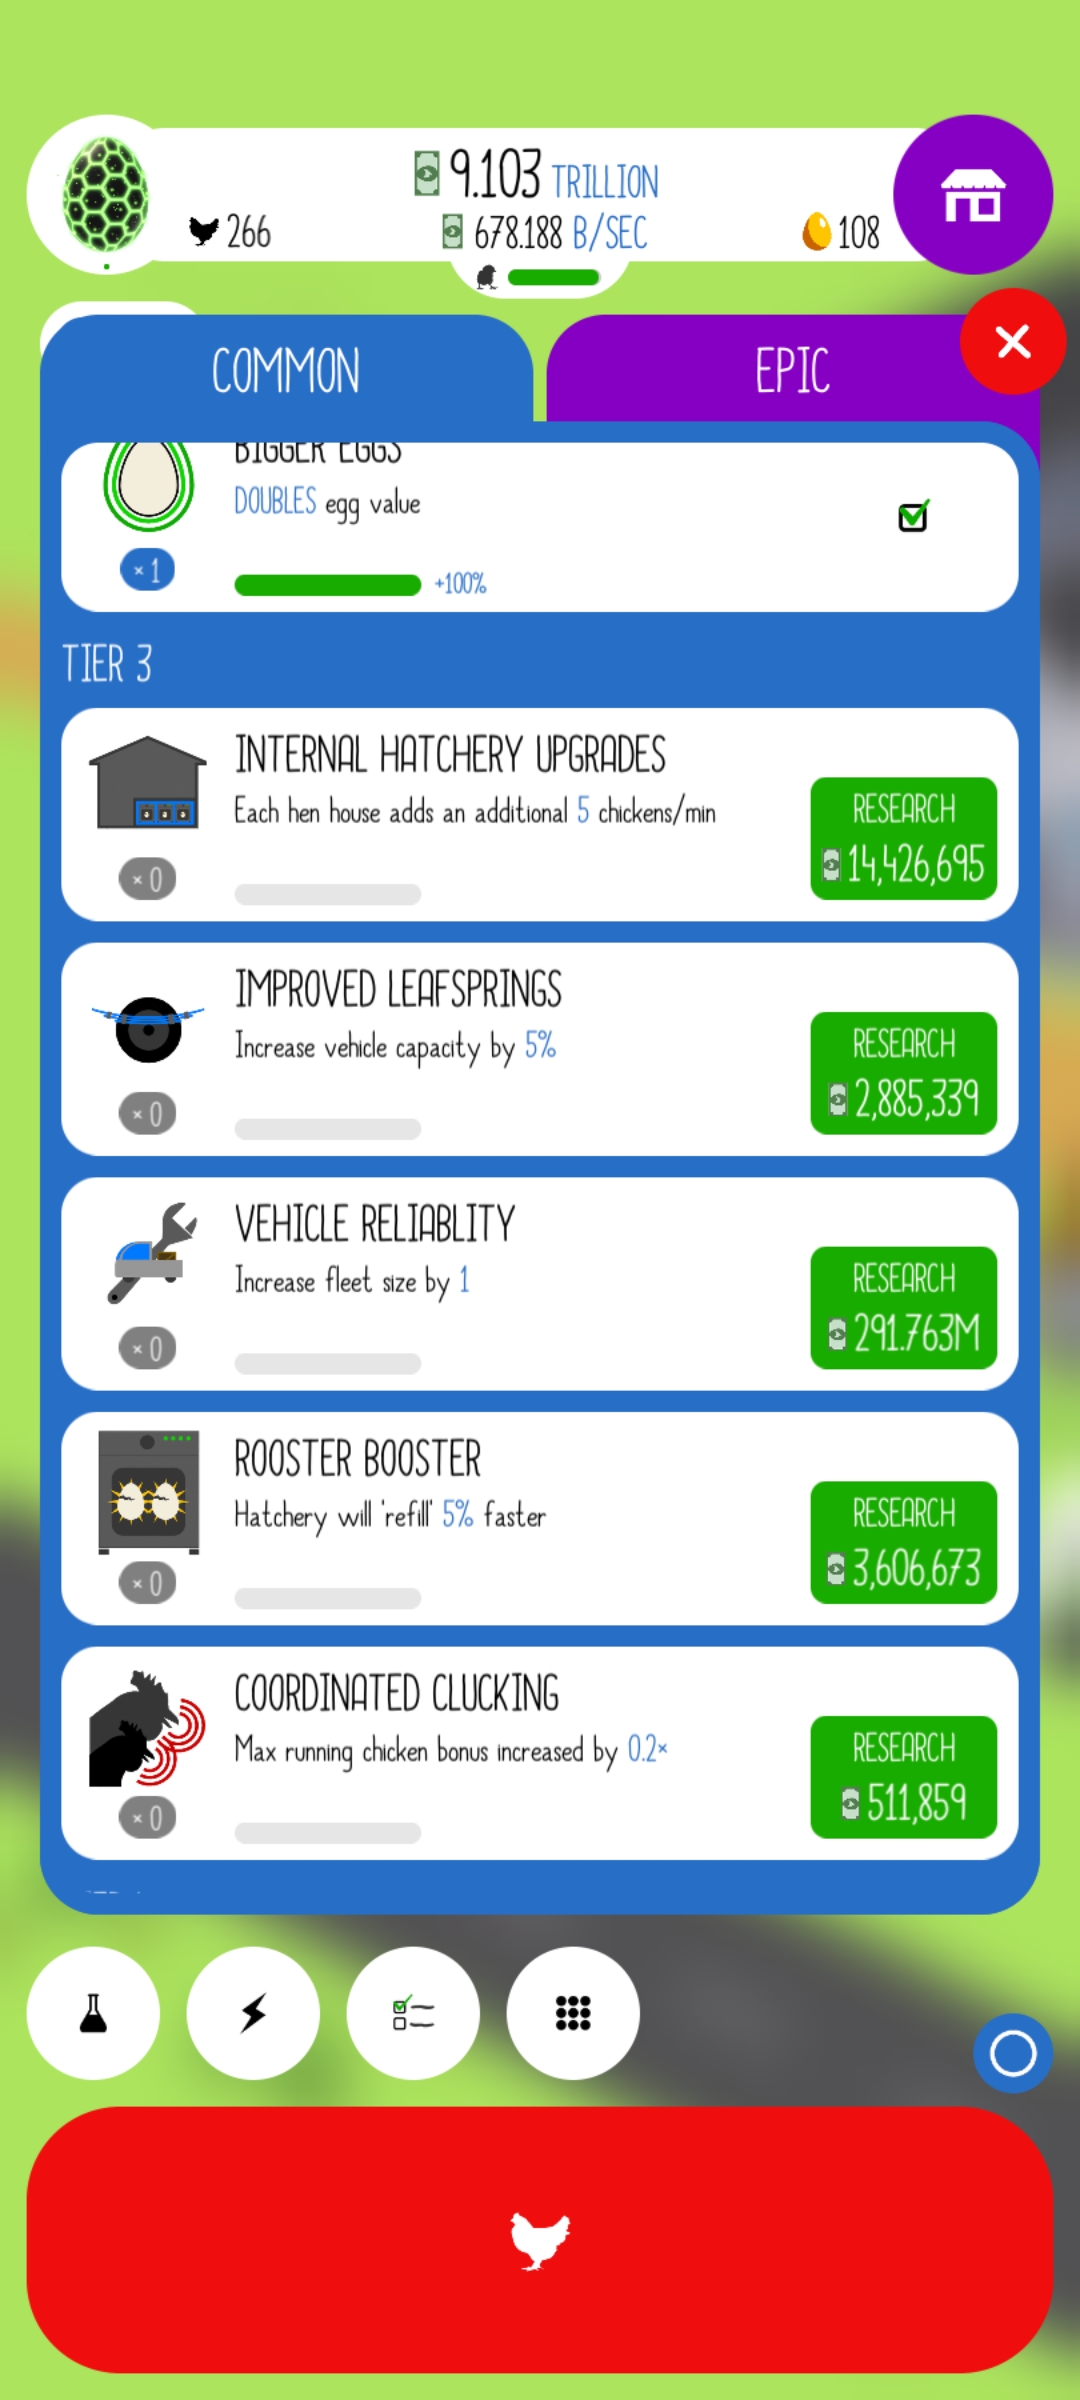 9.103 TRILLION
266
678.188 B/SEC
108
COMMON
EPIC
BIGGER EGGS
DOUBLES egg value
× 1
+100%
TIER 3
INTERNAL HATCHERY UPGRADES
Each hen house adds an additional 5 chickens/min
RESEARCH
14,426,695
× 0
IMPROVED LEAFSPRINGS
Increase vehicle capacity by 5%
RESEARCH
2,885,339
× 0
VEHICLE RELIABLITY
Increase fleet size by 1
RESEARCH
291.763M
× 0
ROOSTER BOOSTER
Hatchery will 'refill' 5% faster
RESEARCH
3,606,673
× 0
COORDINATED CLUCKING
Max running chicken bonus increased by 0.2×
RESEARCH
511,859
× 0